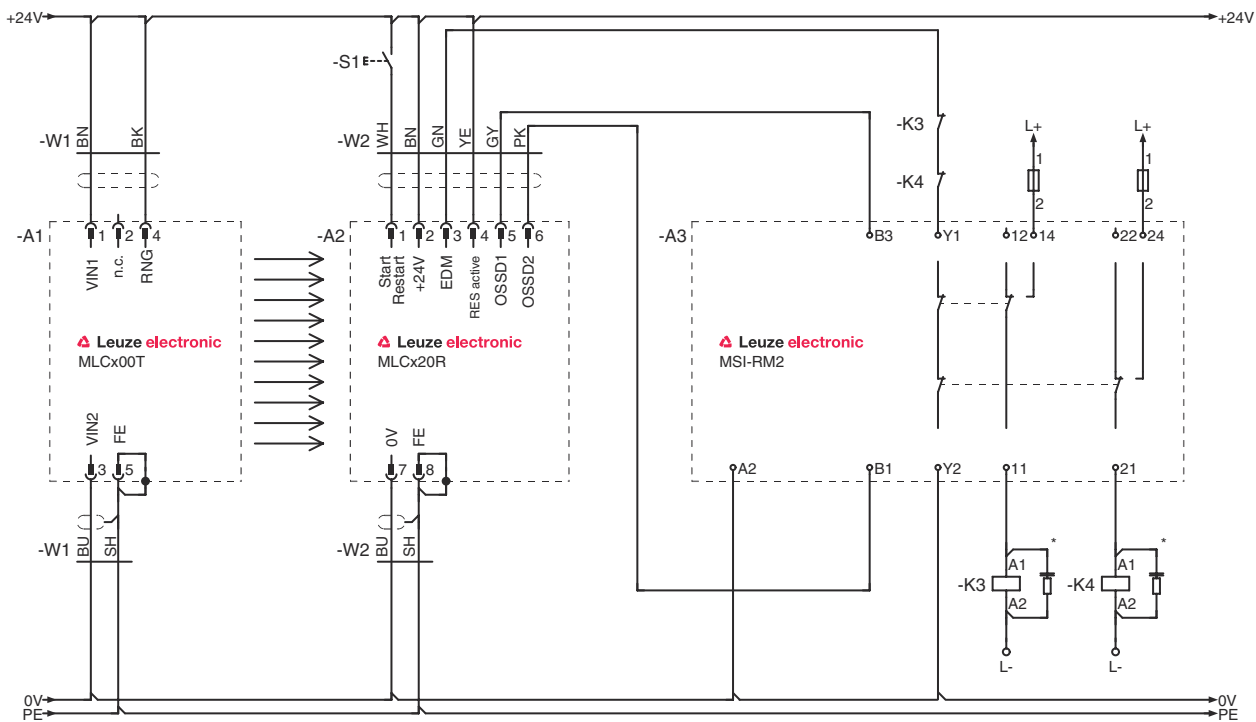 +24V +24V
-S1
-W1 BN BK -W2 WH BN GN YE GY PK -K3 L+ L+
-K4 1 1
2 2
-A1 1 2 4 -A2 1 2 3 4 5 6 -A3 B3 Y1 12 14 22 24
VIN1 n.c. RNG Start Restart +24V EDM RES active OSSD1 OSSD2
Leuze electronic Leuze electronic Leuze electronic
MLCx00T MLCx20R MSI-RM2
VIN2 FE 0V FE
3 5 7 8 A2 B1 Y2 11 21
-W1 BU SH -W2 BU SH * *
A1 A1
-K3 -K4
A2 A2
L- L-
0V 0V
PE PE